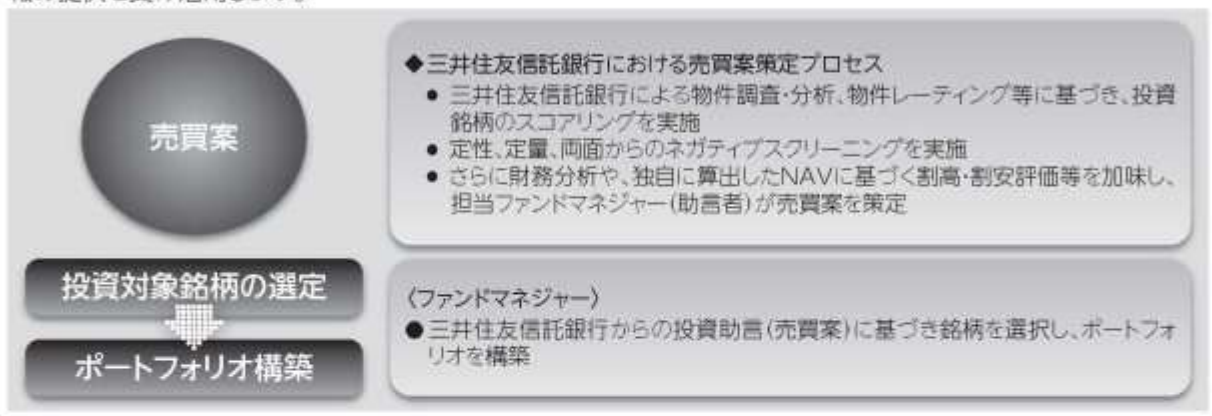 売買案
◆三井住友信託銀行における売買案策定プロセス
● 三井住友信託銀行による物件調査・分析、物件レーティング等に基づき、投資
銘柄のスコアリングを実施
● 定性、定量、両面からのネガティブスクリーニングを実施
● さらに財務分析や、独自に算出したNAVに基づく割高・割安評価等を加味し、
担当ファンドマネジャー(助言者)が売買案を策定
投資対象銘柄の選定
ポートフォリオ構築
〈ファンドマネジャー〉
●三井住友信託銀行からの投資助言(売買案)に基づき銘柄を選択し、ポートフォ
リオを構築